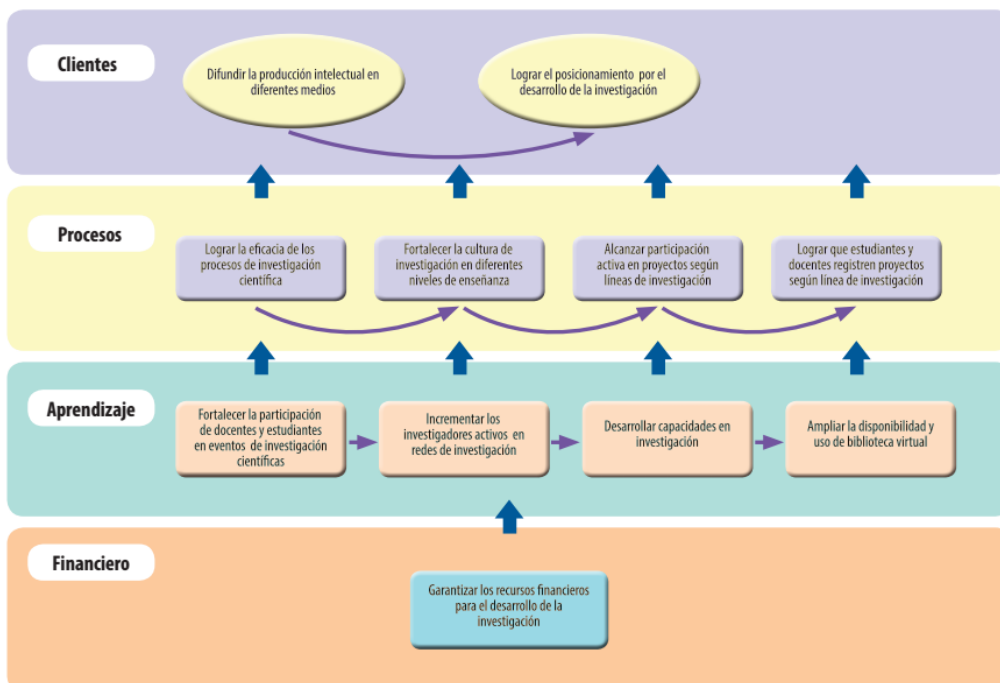 Clientes
Difundir la producción intelectual en
diferentes medios
Lograr el posicionamiento por el
desarrollo de la investigación
Procesos
Lograr la eficacia de los
procesos de investigación
científica
Fortalecer la cultura de
investigación en diferentes
niveles de enseñanza
Alcanzar participación
activa en proyectos según
líneas de investigación
Lograr que estudiantes y
docentes registren proyectos
según línea de investigación
Aprendizaje
Fortalecer la participación
de docentes y estudiantes
en eventos de investigación
científicas
Incrementar los
investigadores activos en
redes de investigación
Desarrollar capacidades en
investigación
Ampliar la disponibilidad y
uso de biblioteca virtual
Financiero
Garantizar los recursos financieros
para el desarrollo de la
investigación